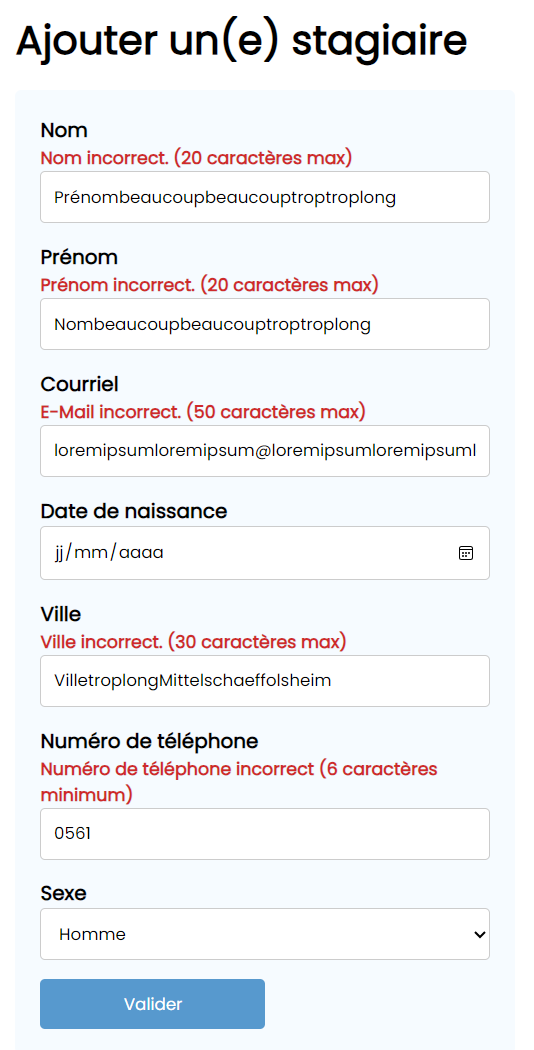 Ajouter un(e) stagiaire
Nom
Nom incorrect. (20 caractères max)
Prénombeaucoupbeaucouptroptroplong
Prénom
Prénom incorrect. (20 caractères max)
Nombeaucoupbeaucouptroptroplong
Courriel
E-Mail incorrect. (50 caractères max)
loremipsumloremipsum@loremipsumloremipsuml
Date de naissance
jj/mm/aaaa
Ville
Ville incorrect. (30 caractères max)
VilletroplongMittelschaeffolsheim
Numéro de téléphone
Numéro de téléphone incorrect (6 caractères
minimum)
0561
Sexe
Homme
Valider